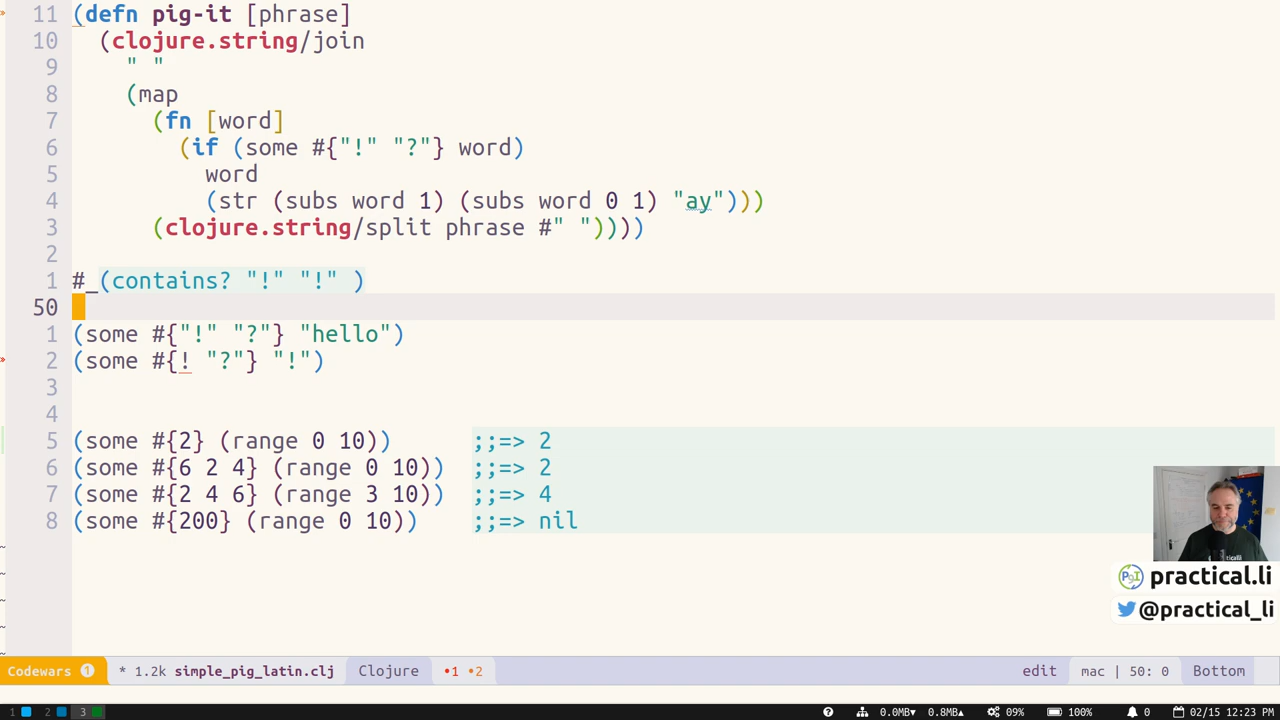 11 (defn pig-it [phrase]
10 (clojure.string/join
9 " "
8 (map
7 (fn [word]
6 (if (some #{"!" "?"} word)
5 word
4 (str (subs word 1) (subs word 0 1) "ay")))
3 (clojure.string/split phrase #" "))))
2
1 #_(contains? "!" "!" )
50
1 (some #{"!" "?"} "hello")
2 (some #{! "?"} "!")
3
4
5 (some #{2} (range 0 10)) ;;=> 2
6 (some #{6 2 4} (range 0 10)) ;;=> 2
7 (some #{2 4 6} (range 3 10)) ;;=> 4
8 (some #{200} (range 0 10)) ;;=> nil
~
~
~
~
~
practical.li
@practical_li
Codewars 1 * 1.2k simple_pig_latin.clj Clojure •1 •2 edit mac | 50: 0 Bottom
1 2 3 0.0MB▾ 0.8MB▴ 09% 100% 0 02/15 12:23 PM